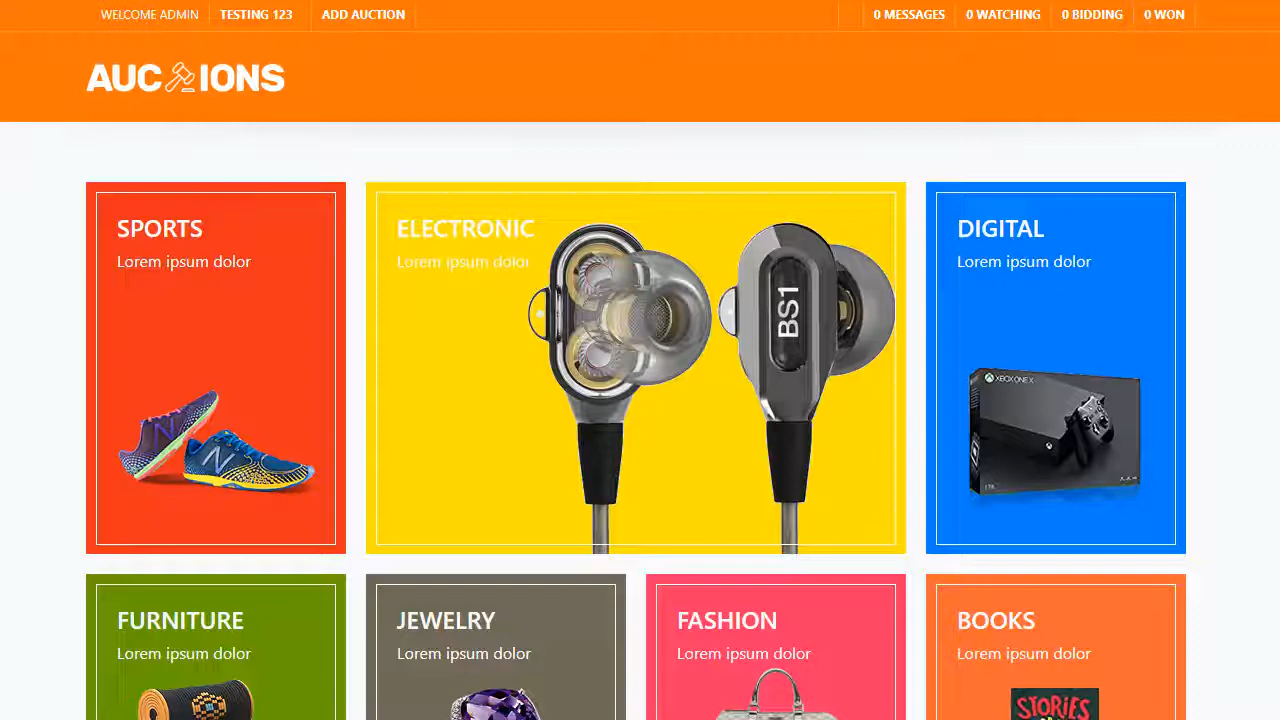 WELCOME ADMIN TESTING 123 ADD AUCTION 0 MESSAGES 0 WATCHING 0 BIDDING 0 WON
AUCTIONS
SPORTS
Lorem ipsum dolor
ELECTRONIC
Lorem ipsum dolor
BS1
DIGITAL
Lorem ipsum dolor
XBOX ONE X
1TB
FURNITURE
Lorem ipsum dolor
JEWELRY
Lorem ipsum dolor
FASHION
Lorem ipsum dolor
BOOKS
Lorem ipsum dolor
STORIES